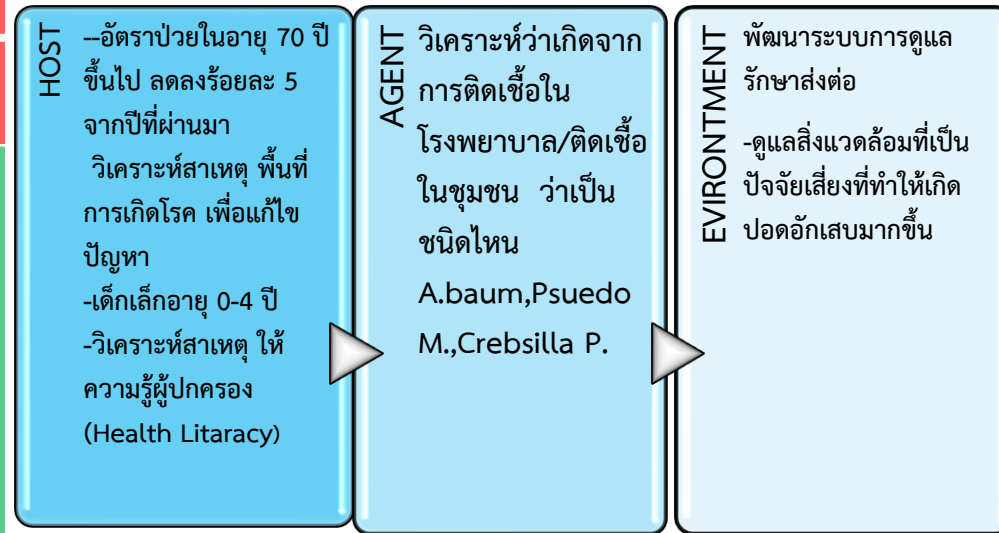 HOST
--อัตราป่วยในอายุ 70 ปี
ขึ้นไป ลดลงร้อยละ 5
จากปีที่ผ่านมา
วิเคราะห์สาเหตุ พื้นที่
การเกิดโรค เพื่อแก้ไข
ปัญหา
-เด็กเล็กอายุ 0-4 ปี
-วิเคราะห์สาเหตุ ให้
ความรู้ผู้ปกครอง
(Health Litaracy)
AGENT
วิเคราะห์ว่าเกิดจาก
การติดเชื้อใน
โรงพยาบาล/ติดเชื้อ
ในชุมชน ว่าเป็น
ชนิดไหน
A.baum,Psuedo
M.,Crebsilla P.
EVIRONTMENT
พัฒนาระบบการดูแล
รักษาส่งต่อ
-ดูแลสิ่งแวดล้อมที่เป็น
ปัจจัยเสี่ยงที่ทำให้เกิด
ปอดอักเสบมากขึ้น